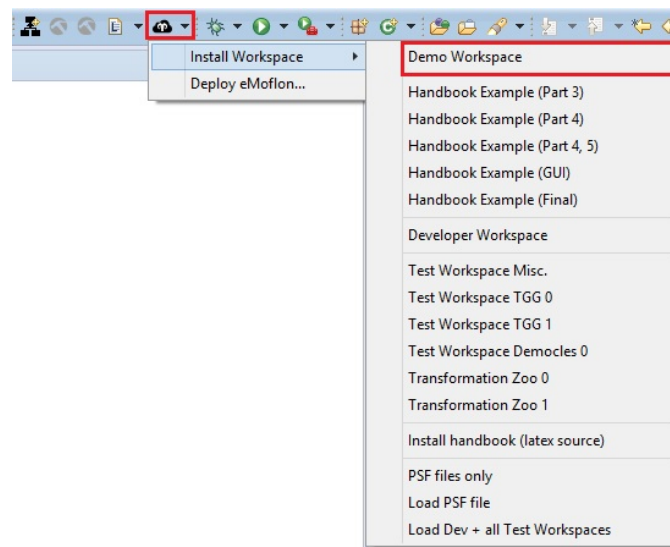 Install Workspace
Deploy eMoflon...
Demo Workspace
Handbook Example (Part 3)
Handbook Example (Part 4)
Handbook Example (Part 4, 5)
Handbook Example (GUI)
Handbook Example (Final)
Developer Workspace
Test Workspace Misc.
Test Workspace TGG 0
Test Workspace TGG 1
Test Workspace Democles 0
Transformation Zoo 0
Transformation Zoo 1
Install handbook (latex source)
PSF files only
Load PSF file
Load Dev + all Test Workspaces